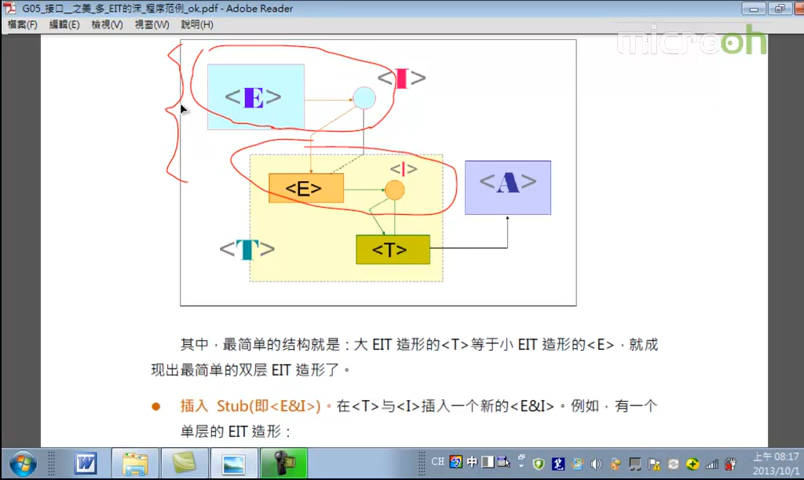 G05_接口__之美_多_EIT的沫_程序范例_ok.pdf - Adobe Reader
檔案(F) 編輯(E) 檢視(V) 視窗(W) 說明(H)
microoh
<E>
<I>
<E>
<I>
<A>
<T>
<T>
其中，最简单的结构就是：大 EIT 造形的<T>等于小 EIT 造形的<E>，就成
现出最简单的双层 EIT 造形了。
● 插入 Stub(即<E&I>)。在<T>与<I>插入一个新的<E&I>。例如，有一个
单层的 EIT 造形：
CH 中
上午 08:17
2013/10/1